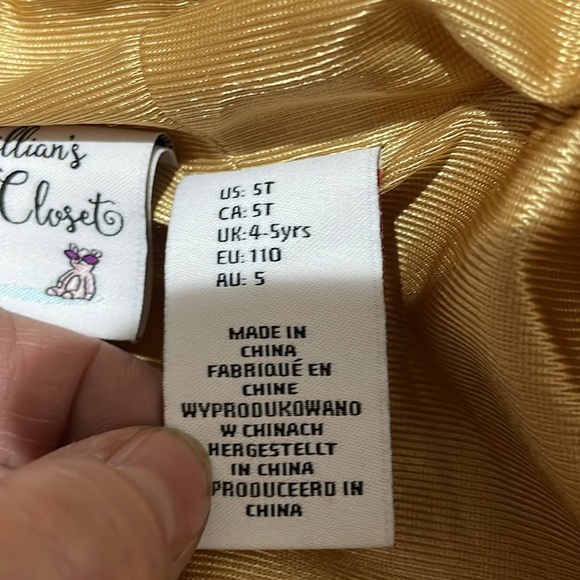 illian's
Closet
US: 5T
CA: 5T
UK: 4-5yrs
EU: 110
AU: 5
MADE IN
CHINA
FABRIQUÉ EN
CHINE
WYPRODUKOWANO
W CHINACH
HERGESTELLT
IN CHINA
PRODUCEERD IN
CHINA